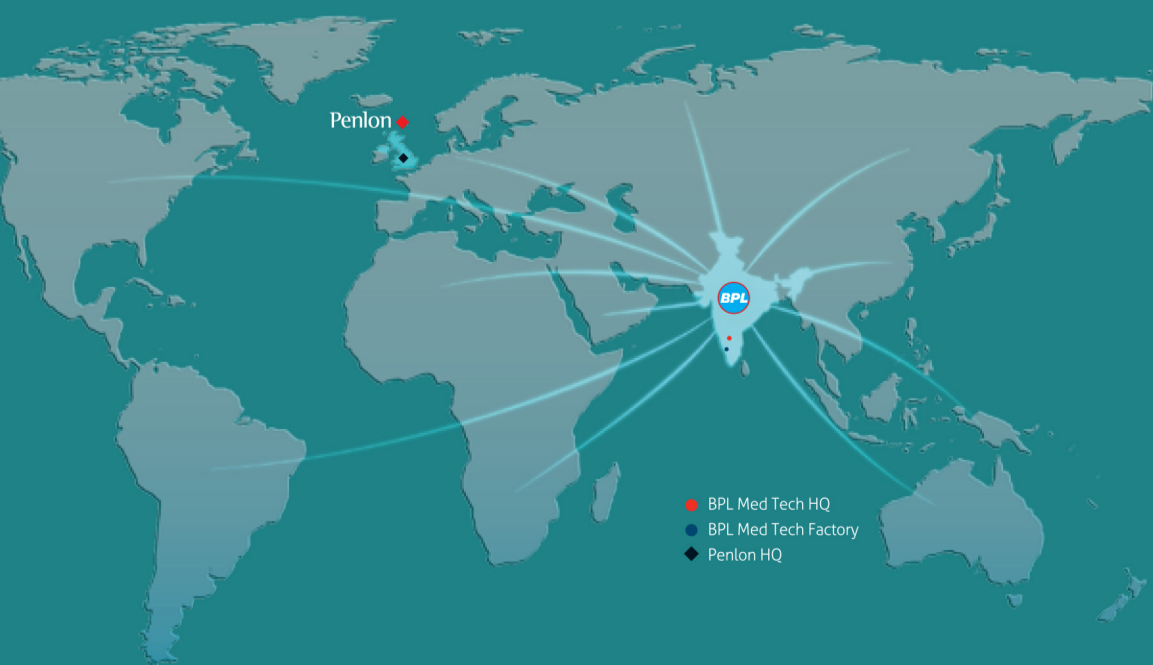 Penlon
BPL
BPL Med Tech HQ
BPL Med Tech Factory
Penlon HQ